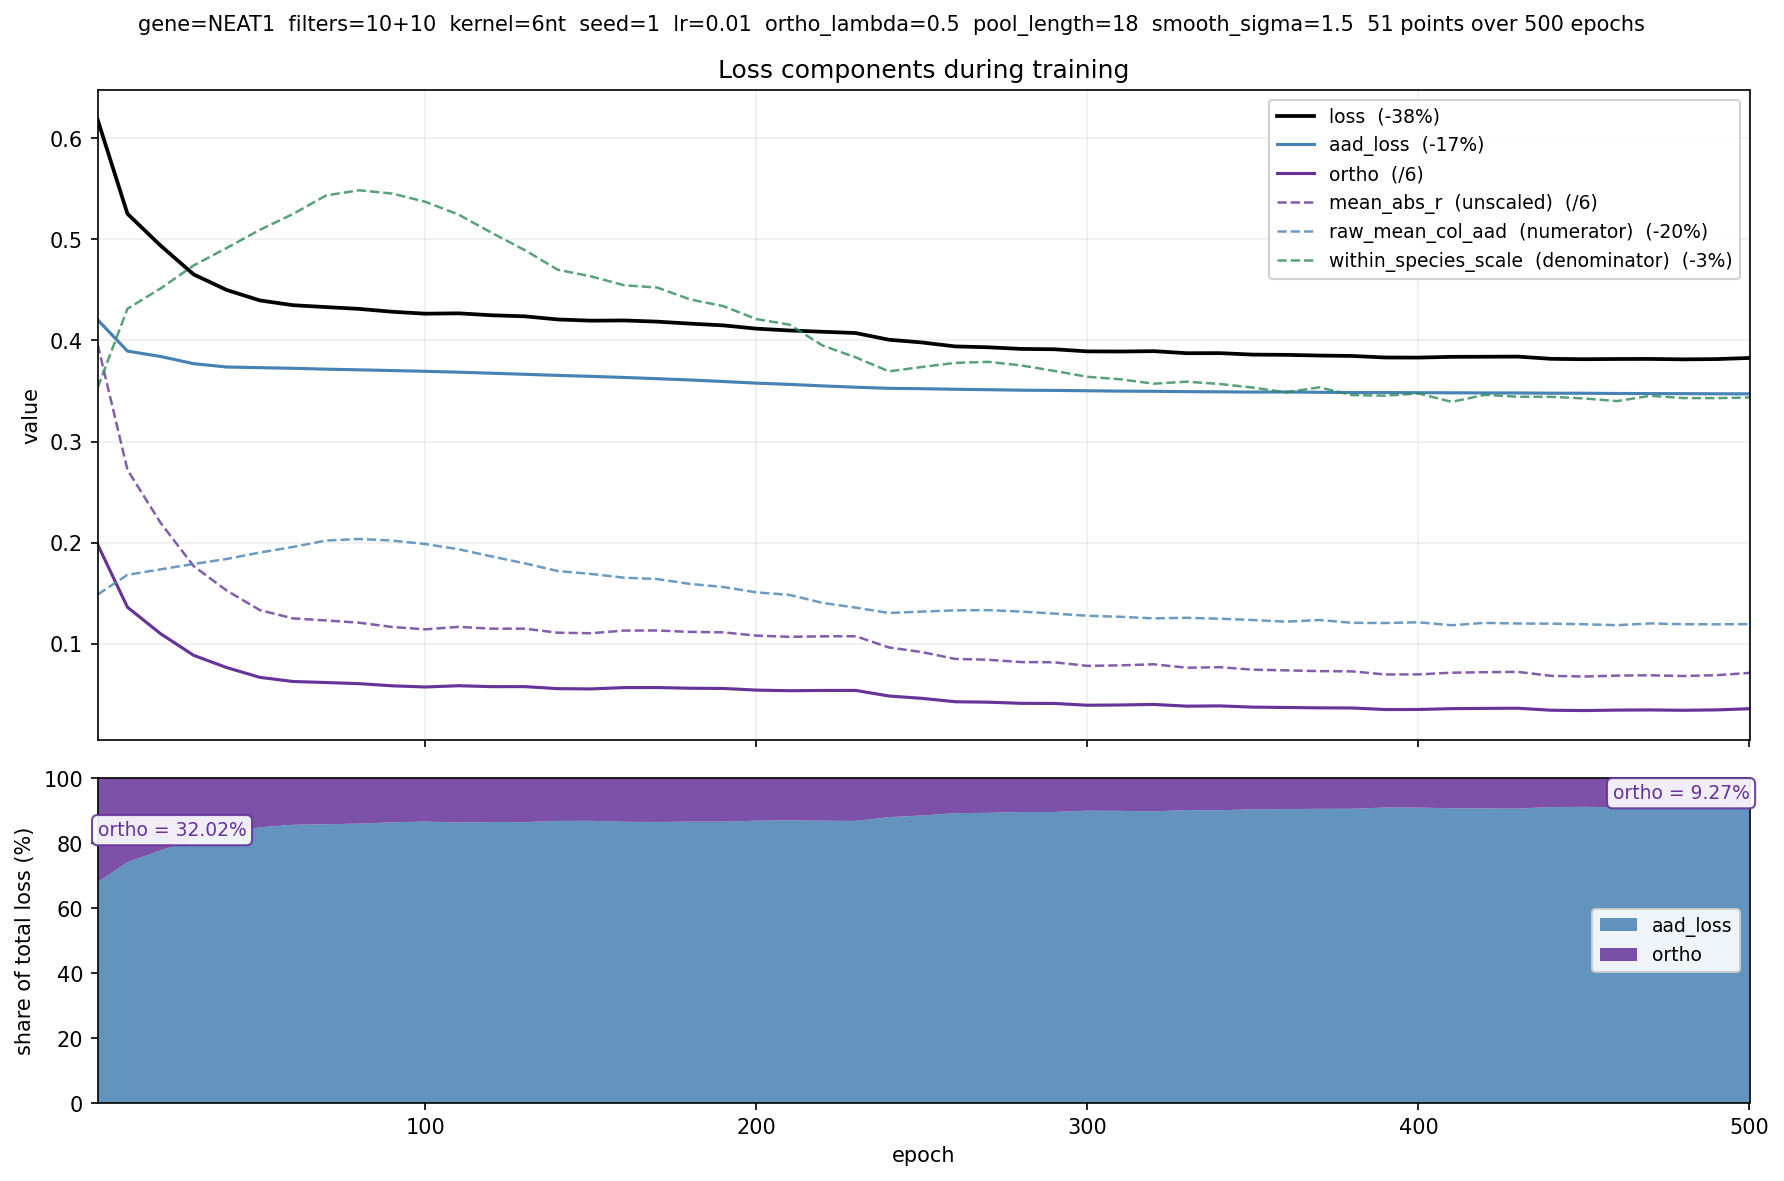 gene=NEAT1  filters=10+10  kernel=6nt  seed=1  lr=0.01  ortho_lambda=0.5  pool_length=18  smooth_sigma=1.5  51 points over 500 epochs
Loss components during training
loss  (-38%)
aad_loss  (-17%)
ortho  (/6)
mean_abs_r  (unscaled)  (/6)
raw_mean_col_aad  (numerator)  (-20%)
within_species_scale  (denominator)  (-3%)
0.6
0.5
0.4
0.3
0.2
0.1
value
100
80
60
40
20
0
share of total loss (%)
ortho = 32.02%
ortho = 9.27%
aad_loss
ortho
100
200
300
400
500
epoch